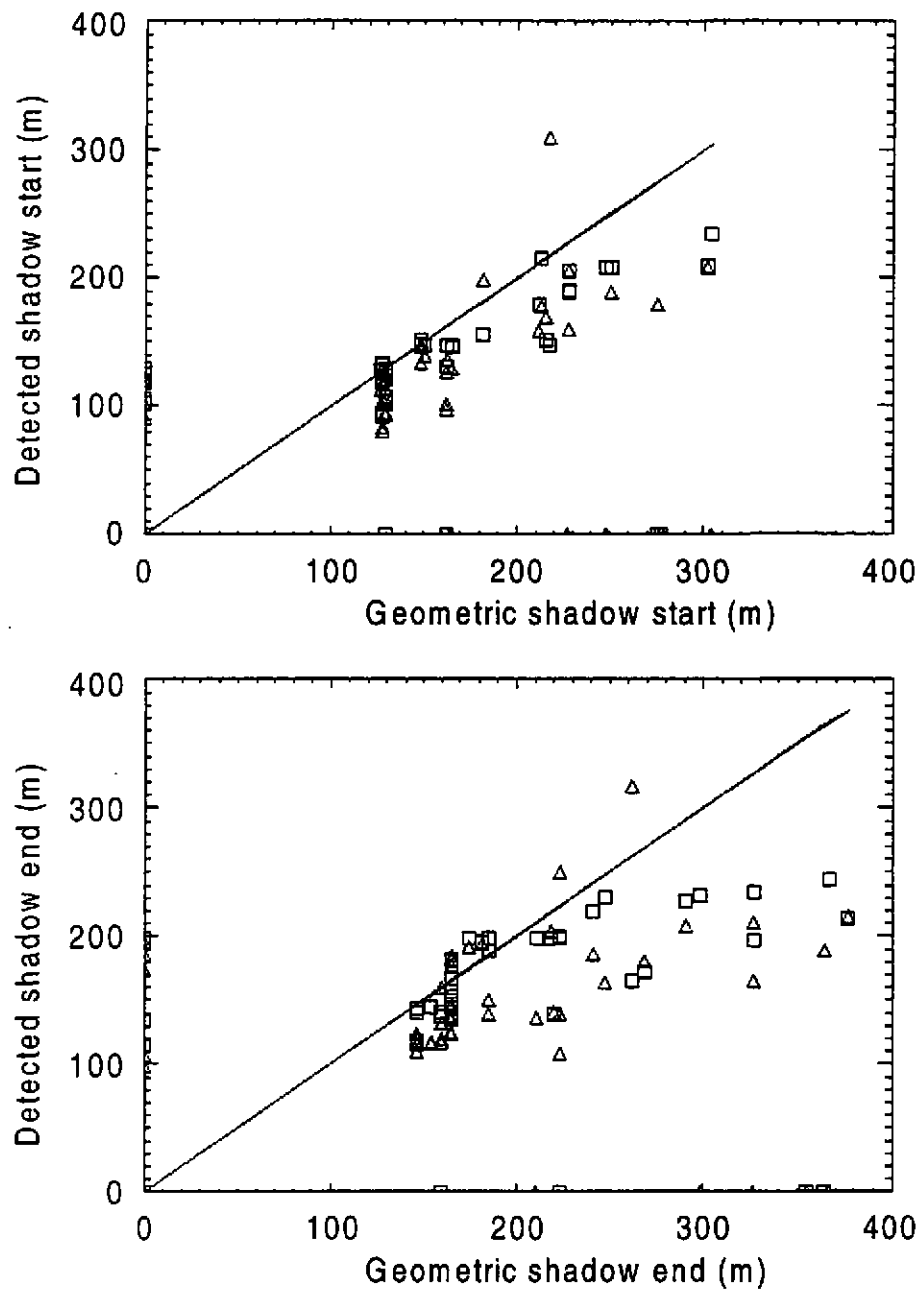 400
300
200
100
0
Detected shadow start (m)
0 100 200 300 400
Geometric shadow start (m)
400
300
200
100
0
Detected shadow end (m)
0 100 200 300 400
Geometric shadow end (m)